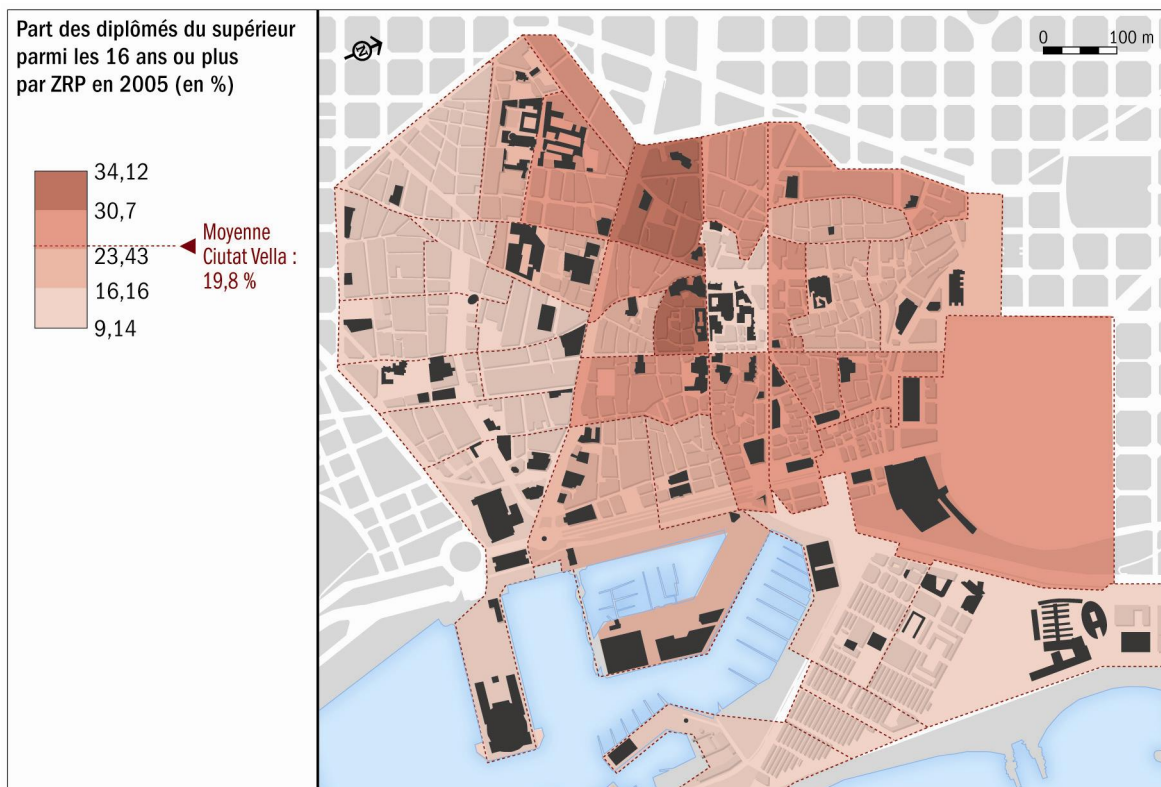 Part des diplômés du supérieur
parmi les 16 ans ou plus
par ZRP en 2005 (en %)
34,12
30,7
23,43
16,16
9,14
Moyenne
Ciutat Vella :
19,8 %
N
0 100 m